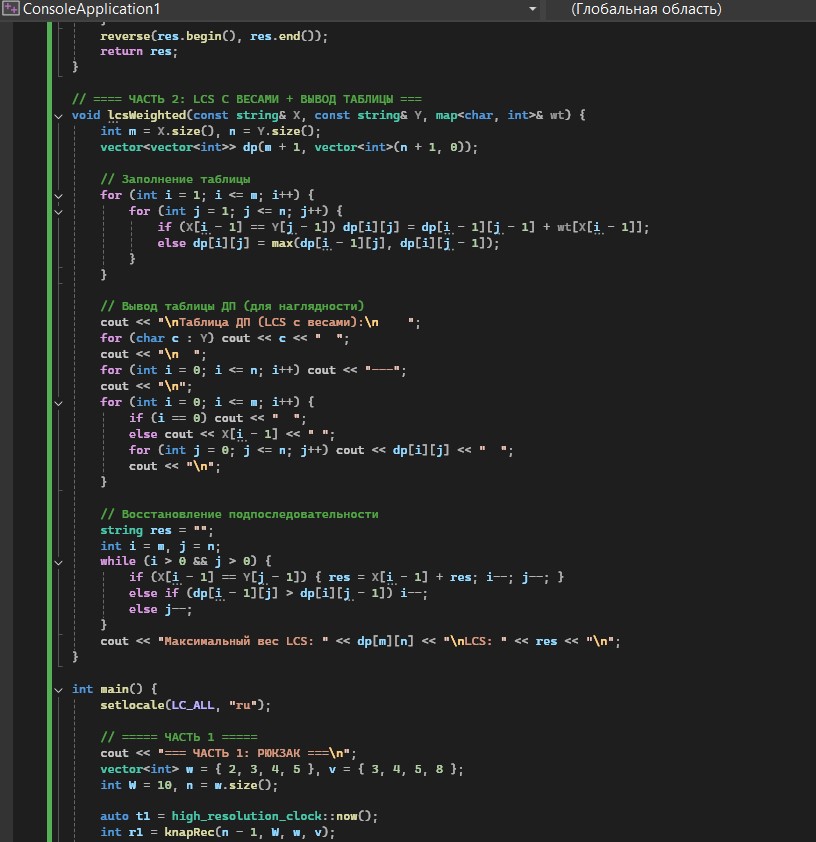 ConsoleApplication1
(Глобальная область)
}
reverse(res.begin(), res.end());
return res;
}
// ==== ЧАСТЬ 2: LCS С ВЕСАМИ + ВЫВОД ТАБЛИЦЫ ===
void lcsWeighted(const string& X, const string& Y, map<char, int>& wt) {
int m = X.size(), n = Y.size();
vector<vector<int>> dp(m + 1, vector<int>(n + 1, 0));
// Заполнение таблицы
for (int i = 1; i <= m; i++) {
for (int j = 1; j <= n; j++) {
if (X[i - 1] == Y[j - 1]) dp[i][j] = dp[i - 1][j - 1] + wt[X[i - 1]];
else dp[i][j] = max(dp[i - 1][j], dp[i][j - 1]);
}
}
// Вывод таблицы ДП (для наглядности)
cout << "\nТаблица ДП (LCS с весами):\n    ";
for (char c : Y) cout << c << "  ";
cout << "\n  ";
for (int i = 0; i <= n; i++) cout << "---";
cout << "\n";
for (int i = 0; i <= m; i++) {
if (i == 0) cout << "  ";
else cout << X[i - 1] << " ";
for (int j = 0; j <= n; j++) cout << dp[i][j] << "  ";
cout << "\n";
}
// Восстановление подпоследовательности
string res = "";
int i = m, j = n;
while (i > 0 && j > 0) {
if (X[i - 1] == Y[j - 1]) { res = X[i - 1] + res; i--; j--; }
else if (dp[i - 1][j] > dp[i][j - 1]) i--;
else j--;
}
cout << "Максимальный вес LCS: " << dp[m][n] << "\nLCS: " << res << "\n";
}
int main() {
setlocale(LC_ALL, "ru");
// ===== ЧАСТЬ 1 =====
cout << "=== ЧАСТЬ 1: РЮКЗАК ===\n";
vector<int> w = { 2, 3, 4, 5 }, v = { 3, 4, 5, 8 };
int W = 10, n = w.size();
auto t1 = high_resolution_clock::now();
int r1 = knapRec(n - 1, W, w, v);